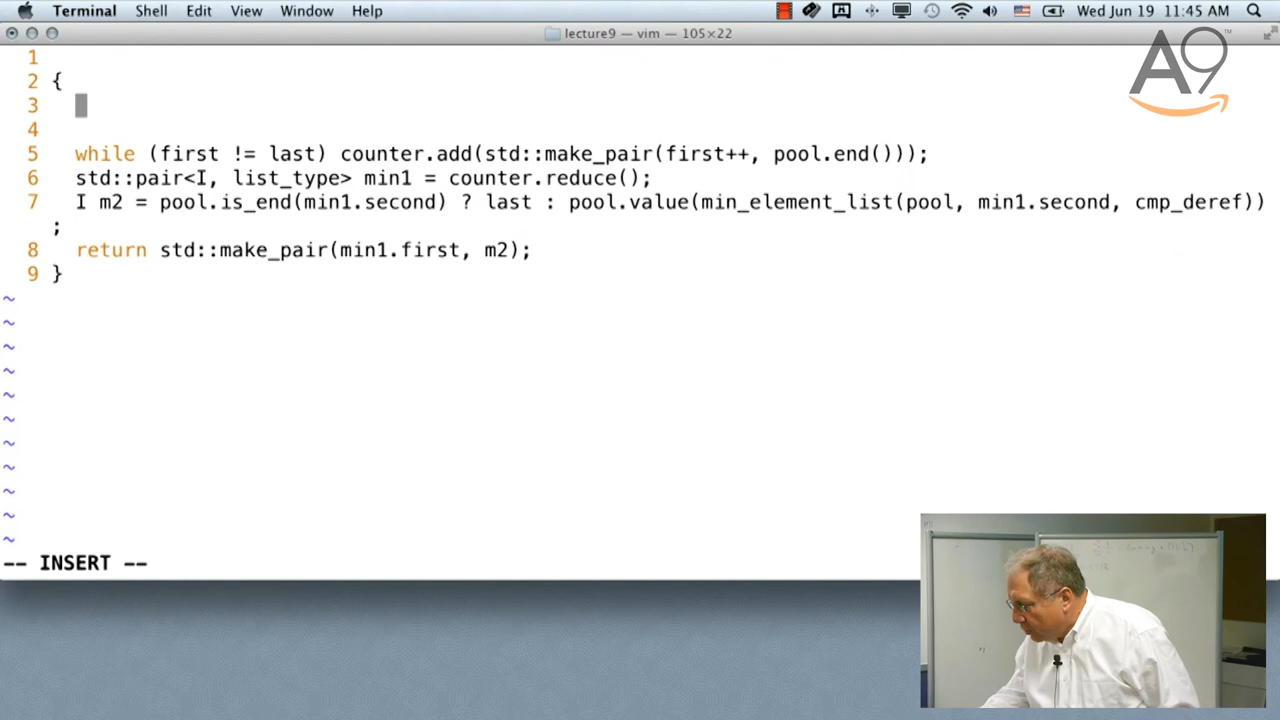 Terminal Shell Edit View Window Help Wed Jun 19 11:45 AM
lecture9 — vim — 105×22
A9™
1
2 {
3
4
5 while (first != last) counter.add(std::make_pair(first++, pool.end()));
6 std::pair<I, list_type> min1 = counter.reduce();
7 I m2 = pool.is_end(min1.second) ? last : pool.value(min_element_list(pool, min1.second, cmp_deref))
;
8 return std::make_pair(min1.first, m2);
9 }
~
~
~
~
~
~
~
~
~
~
~
-- INSERT --